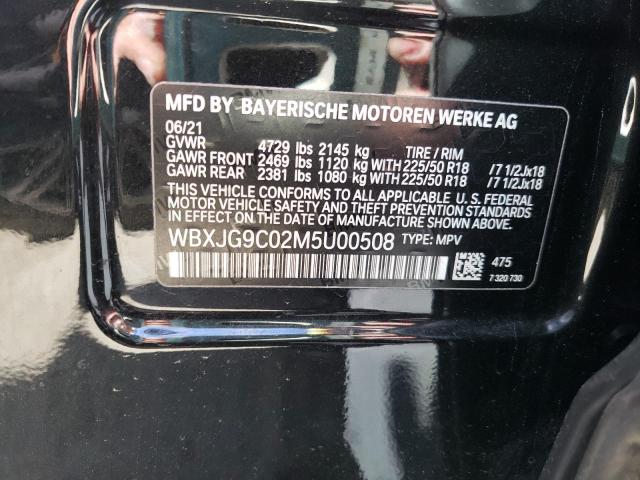 MFD BY BAYERISCHE MOTOREN WERKE AG
06/21
GVWR 4729 lbs 2145 kg TIRE / RIM
GAWR FRONT 2469 lbs 1120 kg WITH 225/50 R18 /7 1/2Jx18
GAWR REAR 2381 lbs 1080 kg WITH 225/50 R18 /7 1/2Jx18
THIS VEHICLE CONFORMS TO ALL APPLICABLE U. S. FEDERAL
MOTOR VEHICLE SAFETY AND THEFT PREVENTION STANDARDS
IN EFFECT ON THE DATE OF MANUFACTURE SHOWN ABOVE.
WBXJG9C02M5U00508 TYPE: MPV
475
7 320 730